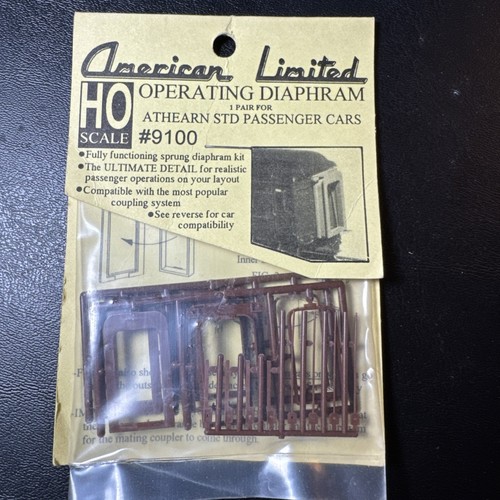 American Limited
HO
SCALE
OPERATING DIAPHRAM
1 PAIR FOR
ATHEARN STD PASSENGER CARS
#9100
•Fully functioning sprung diaphram kit
•The ULTIMATE DETAIL for realistic
passenger operations on your layout
•Compatible with the most popular
coupling system
•See reverse for car
compatibility
Inner
for the mating coupler to come through.